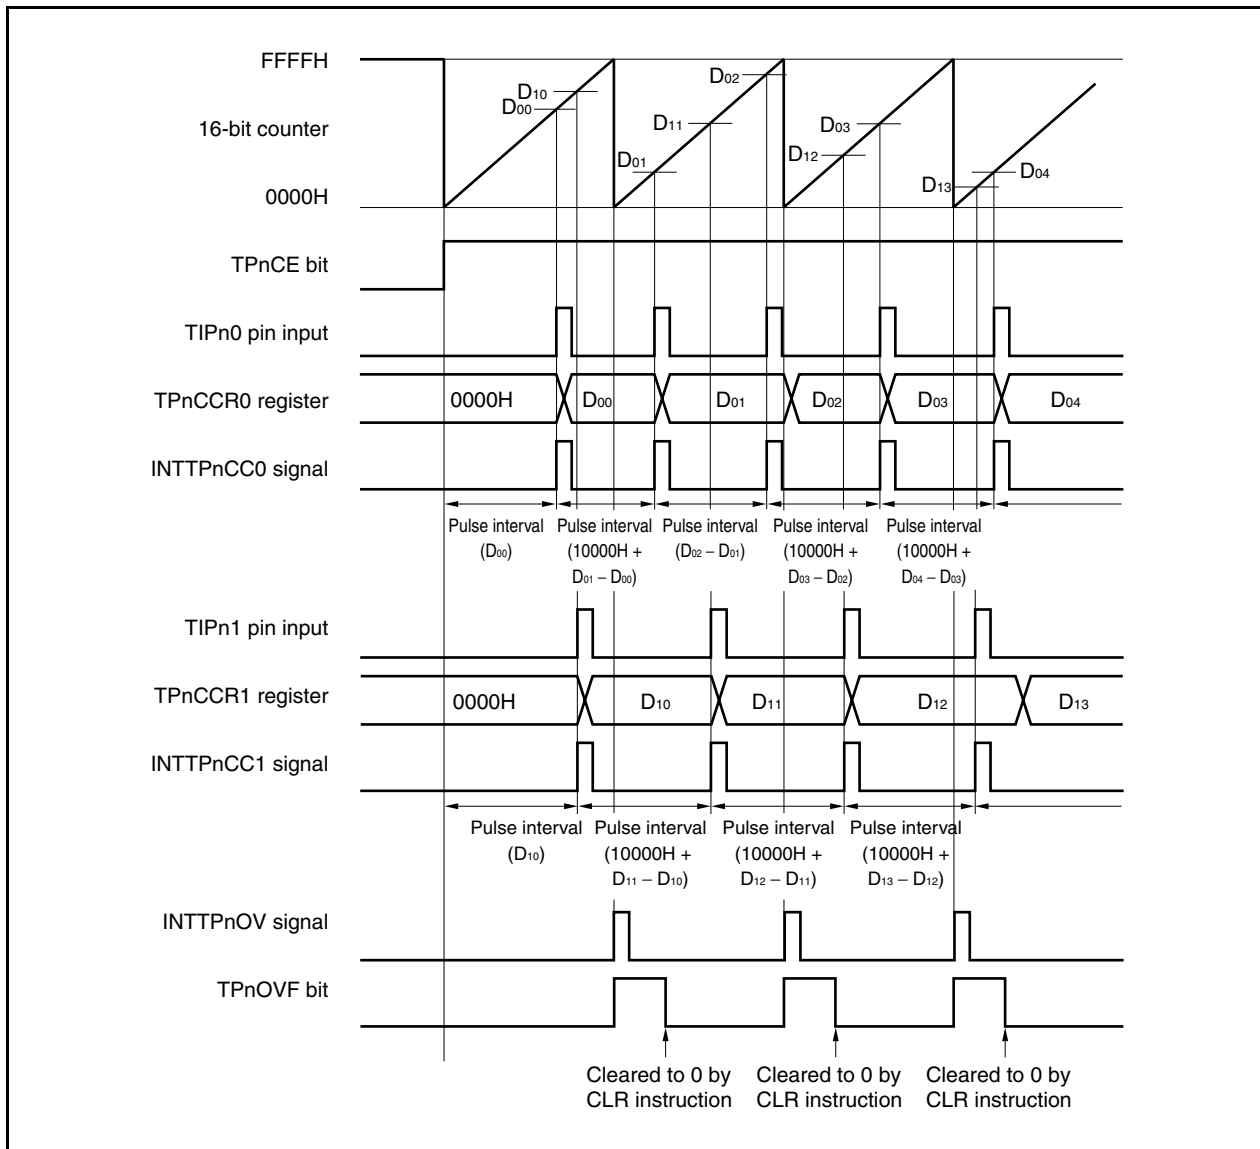 FFFFH
D02
D10
D00
D11
D03
16-bit counter
D12
D01
D04
D13
0000H
TPnCE bit
TIPn0 pin input
TPnCCR0 register
0000H
D00
D01
D02
D03
D04
INTTPnCC0 signal
Pulse interval
(D00)
Pulse interval
(10000H +
D01 – D00)
Pulse interval
(D02 – D01)
Pulse interval
(10000H +
D03 – D02)
Pulse interval
(10000H +
D04 – D03)
TIPn1 pin input
TPnCCR1 register
0000H
D10
D11
D12
D13
INTTPnCC1 signal
Pulse interval
(D10)
Pulse interval
(10000H +
D11 – D10)
Pulse interval
(10000H +
D12 – D11)
Pulse interval
(10000H +
D13 – D12)
INTTPnOV signal
TPnOVF bit
Cleared to 0 by
CLR instruction
Cleared to 0 by
CLR instruction
Cleared to 0 by
CLR instruction